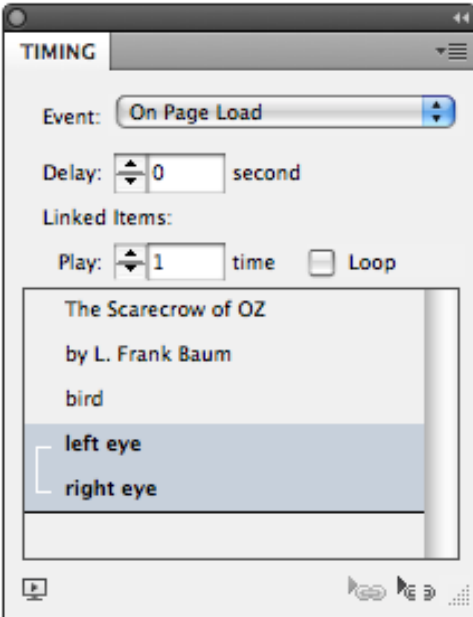 TIMING
Event: On Page Load
Delay: 0 second
Linked Items:
Play: 1 time Loop
The Scarecrow of OZ
by L. Frank Baum
bird
left eye
right eye